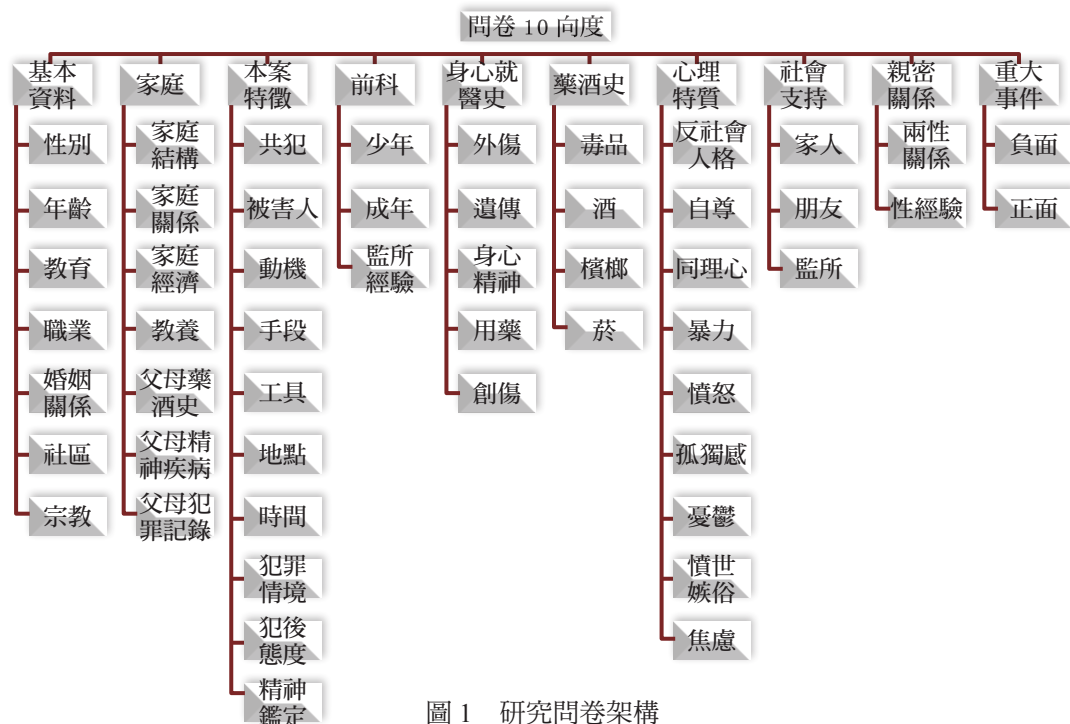 問卷 10 向度
基本
資料
性別
年齡
教育
職業
婚姻
關係
社區
宗教
家庭
家庭
結構
家庭
關係
家庭
經濟
教養
父母藥
酒史
父母精
神疾病
父母犯
罪記錄
本案
特徵
共犯
被害人
動機
手段
工具
地點
時間
犯罪
情境
犯後
態度
精神
鑑定
前科
少年
成年
監所
經驗
身心就
醫史
外傷
遺傳
身心
精神
用藥
創傷
藥酒史
毒品
酒
檳榔
菸
心理
特質
反社會
人格
自尊
同理心
暴力
憤怒
孤獨感
憂鬱
憤世
嫉俗
焦慮
社會
支持
家人
朋友
監所
親密
關係
兩性
關係
性經驗
重大
事件
負面
正面
圖 1　研究問卷架構